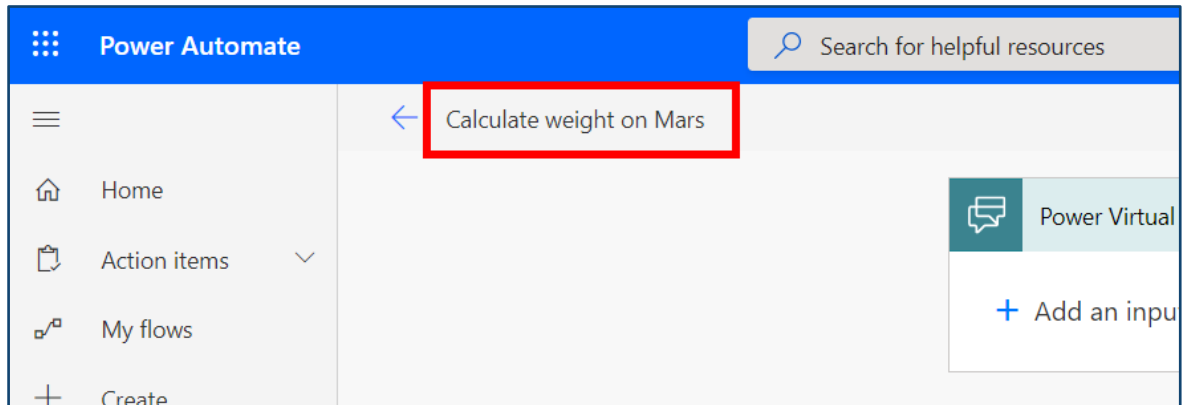 Power Automate
Search for helpful resources
Calculate weight on Mars
Home
Power Virtual
Action items
Add an inpu
My flows
Create